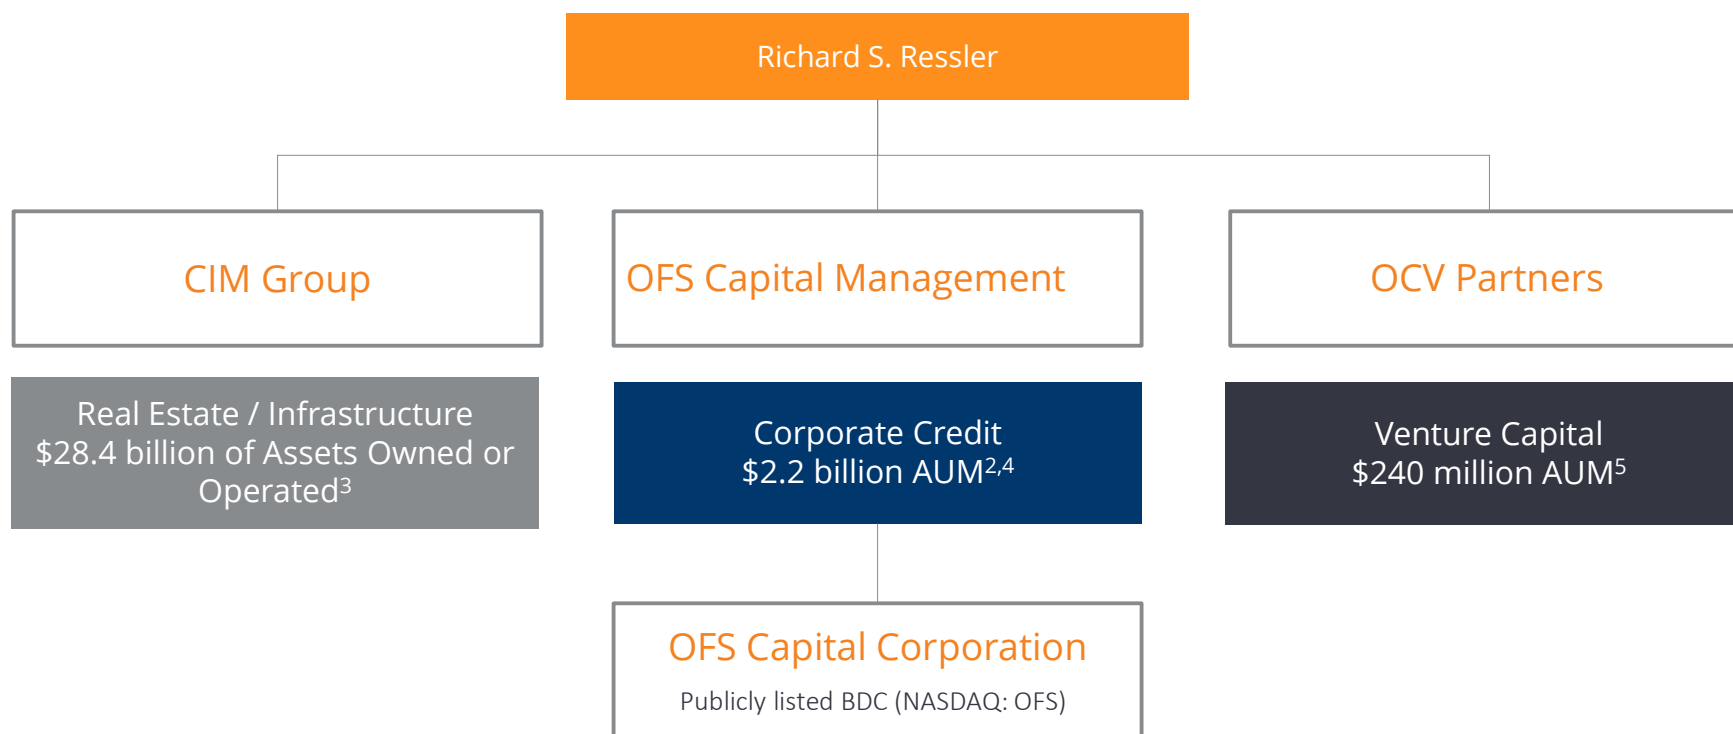 Richard S. Ressler
CIM Group
OFS Capital Management
OCV Partners
Real Estate / Infrastructure
$28.4 billion of Assets Owned or
Operated³
Corporate Credit
$2.2 billion AUM²,⁴
Venture Capital
$240 million AUM⁵
OFS Capital Corporation
Publicly listed BDC (NASDAQ: OFS)